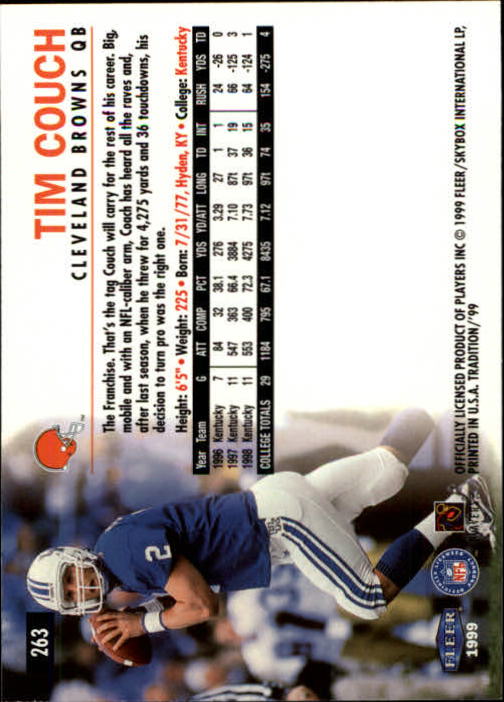 263
TIM COUCH
CLEVELAND BROWNS QB
The Franchise. That's the tag Couch will carry for the rest of his career. Big,
mobile and with an NFL-caliber arm, Coach has heard all the raves and,
after last season, when he threw for 4,275 yards and 36 touchdowns, his
decision to turn pro was the right one.
Height: 6'5" • Weight: 225 • Born: 7/31/77, Hyden, KY • College: Kentucky
Year Team G ATT COMP PCT YDS YD/ATT LONG TD INT RUSH YDS TD
1996 Kentucky 7 84 32 38.1 276 3.29 27 1 1 24 -26 0
1997 Kentucky 11 547 363 66.4 3884 7.10 87t 37 19 66 -125 3
1998 Kentucky 11 553 400 72.3 4275 7.73 97t 36 15 64 -124 1
COLLEGE TOTALS 29 1184 795 67.1 8435 7.12 97t 74 35 154 -275 4
2
FLEER
1999
OFFICIALLY LICENSED PRODUCT
NFL
PLAYERS
OFFICIALLY LICENSED PRODUCT OF PLAYERS INC © 1999 FLEER/SKYBOX INTERNATIONAL LP,
PRINTED IN U.S.A. TRADITION/'99